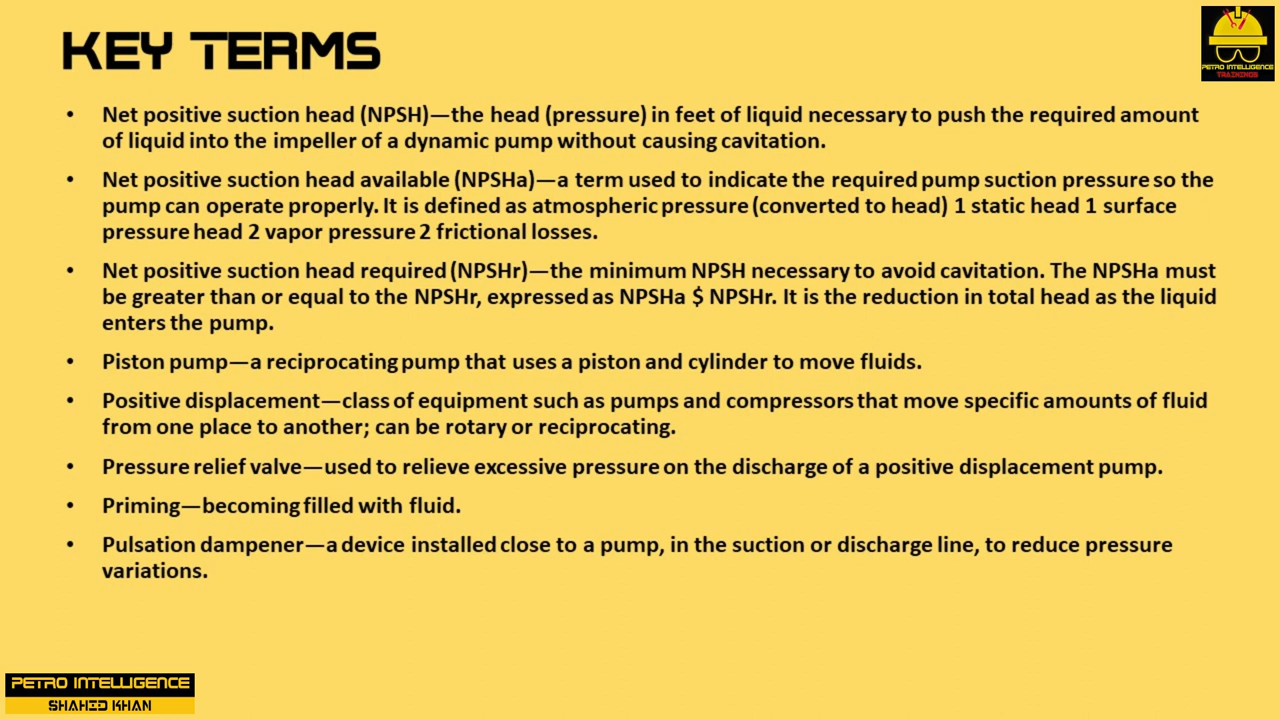 KEY TERMS
PETRO INTELLIGENCE
TRAININGS
• Net positive suction head (NPSH)—the head (pressure) in feet of liquid necessary to push the required amount
of liquid into the impeller of a dynamic pump without causing cavitation.
• Net positive suction head available (NPSHa)—a term used to indicate the required pump suction pressure so the
pump can operate properly. It is defined as atmospheric pressure (converted to head) 1 static head 1 surface
pressure head 2 vapor pressure 2 frictional losses.
• Net positive suction head required (NPSHr)—the minimum NPSH necessary to avoid cavitation. The NPSHa must
be greater than or equal to the NPSHr, expressed as NPSHa $ NPSHr. It is the reduction in total head as the liquid
enters the pump.
• Piston pump—a reciprocating pump that uses a piston and cylinder to move fluids.
• Positive displacement—class of equipment such as pumps and compressors that move specific amounts of fluid
from one place to another; can be rotary or reciprocating.
• Pressure relief valve—used to relieve excessive pressure on the discharge of a positive displacement pump.
• Priming—becoming filled with fluid.
• Pulsation dampener—a device installed close to a pump, in the suction or discharge line, to reduce pressure
variations.
PETRO INTELLIGENCE
SHAHID KHAN